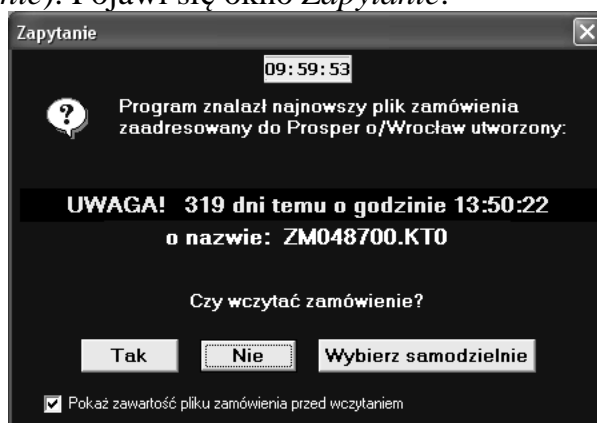 nie). Pojawi się okno Zapytanie.
Zapytanie
09:59:53
Program znalazł najnowszy plik zamówienia
zaadresowany do Prosper o/Wrocław utworzony:
UWAGA! 319 dni temu o godzinie 13:50:22
o nazwie: ZM048700.KT0
Czy wczytać zamówienie?
Tak Nie Wybierz samodzielnie
Pokaż zawartość pliku zamówienia przed wczytaniem